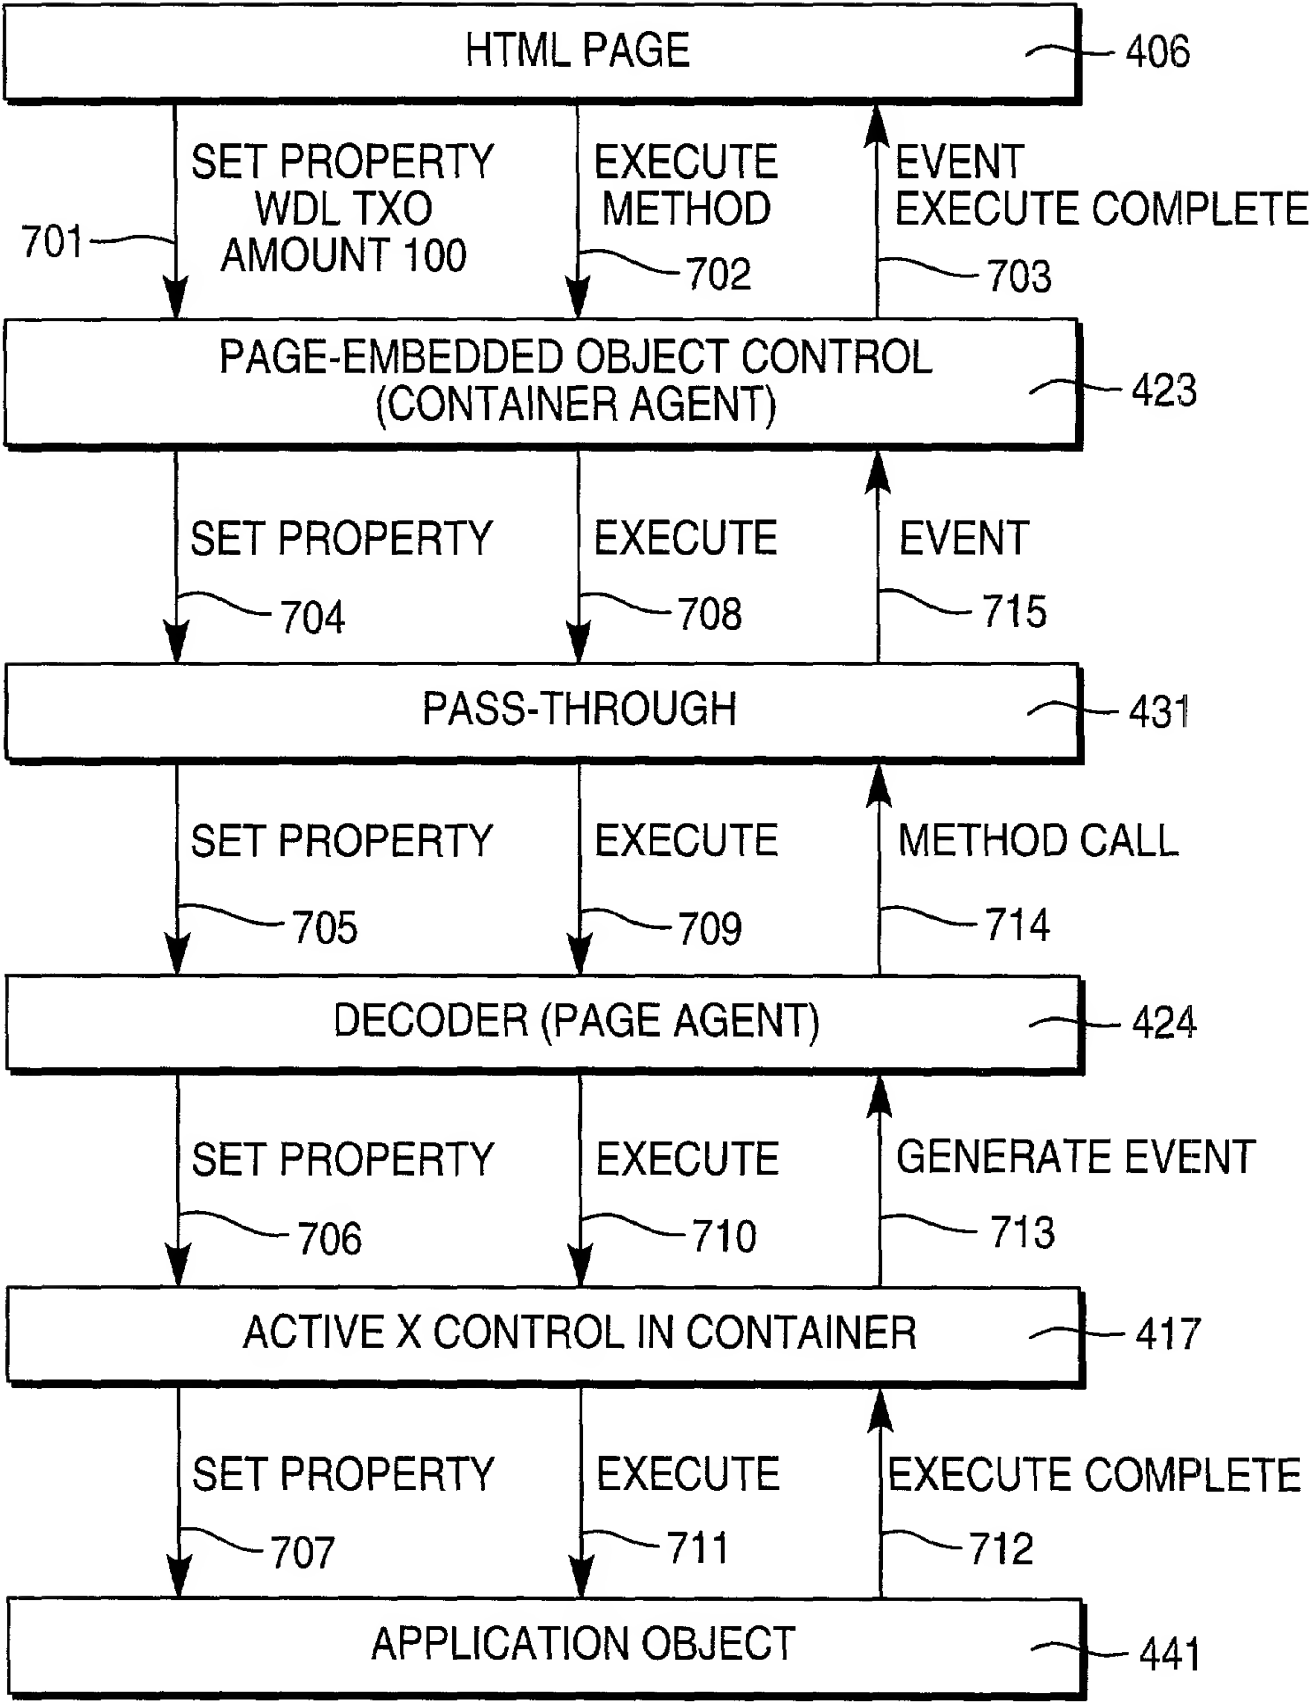 HTML PAGE
406
SET PROPERTY
WDL TXO
AMOUNT 100
701
EXECUTE
METHOD
702
EVENT
EXECUTE COMPLETE
703
PAGE-EMBEDDED OBJECT CONTROL
(CONTAINER AGENT)
423
SET PROPERTY
704
EXECUTE
708
EVENT
715
PASS-THROUGH
431
SET PROPERTY
705
EXECUTE
709
METHOD CALL
714
DECODER (PAGE AGENT)
424
SET PROPERTY
706
EXECUTE
710
GENERATE EVENT
713
ACTIVE X CONTROL IN CONTAINER
417
SET PROPERTY
707
EXECUTE
711
EXECUTE COMPLETE
712
APPLICATION OBJECT
441